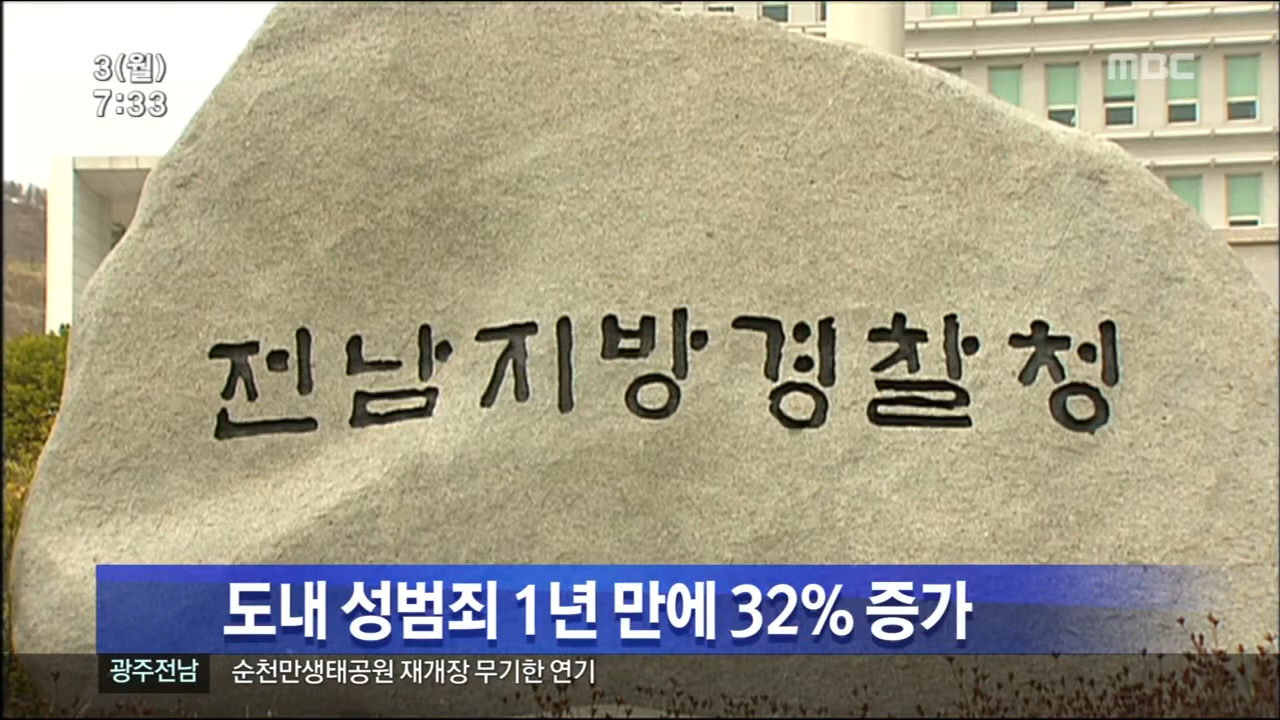 3(월)
7:33
MBC
전남지방경찰청
도내 성범죄 1년 만에 32% 증가
광주전남 순천만생태공원 재개장 무기한 연기